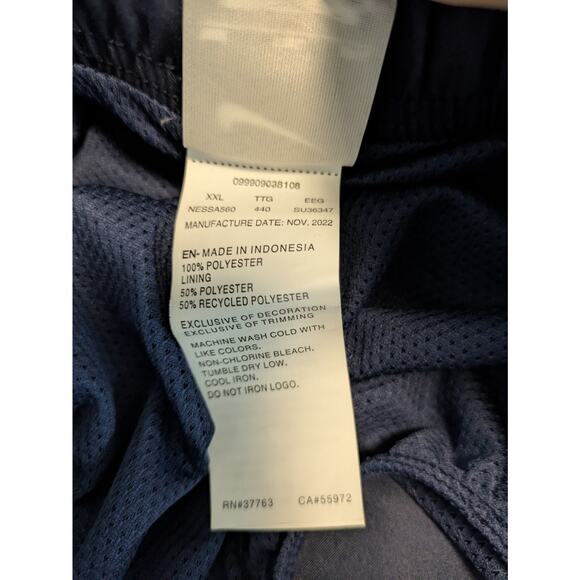 099909038108
XXL TTG EEG
NESSA560 440 SU36347
MANUFACTURE DATE: NOV, 2022
EN- MADE IN INDONESIA
100% POLYESTER
LINING
50% POLYESTER
50% RECYCLED POLYESTER
EXCLUSIVE OF DECORATION
EXCLUSIVE OF TRIMMING
MACHINE WASH COLD WITH
LIKE COLORS.
NON-CHLORINE BLEACH.
TUMBLE DRY LOW.
COOL IRON.
DO NOT IRON LOGO.
RN#37763 CA#55972